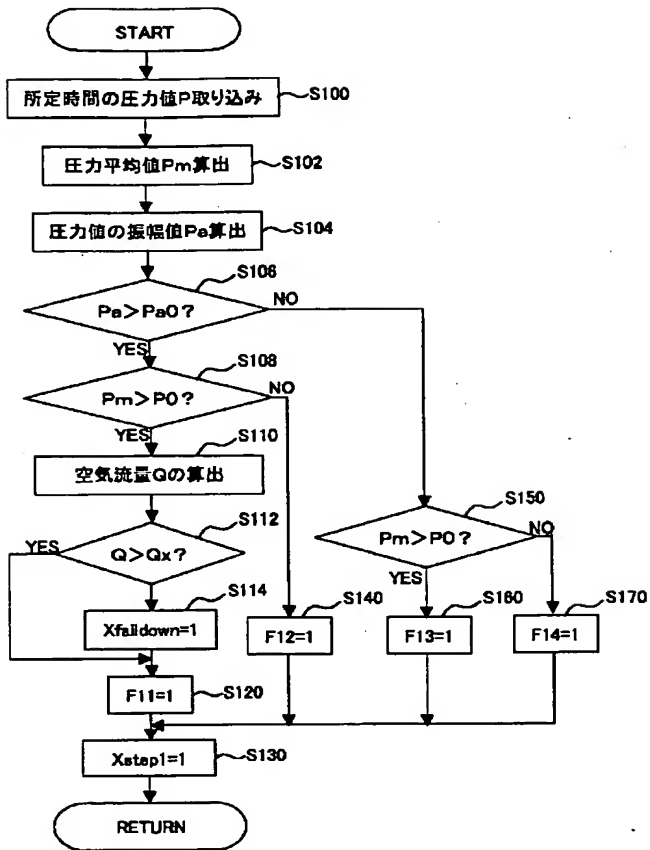 START
所定時間の圧力値P取り込み
S100
圧力平均値Pm算出
S102
圧力値の振幅値Pa算出
S104
S106
Pa>Pa0?
NO
YES
S108
Pm>P0?
NO
YES
S110
空気流量Qの算出
S112
YES
Q>Qx?
S150
Pm>P0?
NO
YES
S114
Xfaildown=1
S140
F12=1
S160
F13=1
S170
F14=1
F11=1
S120
Xstep1=1
S130
RETURN